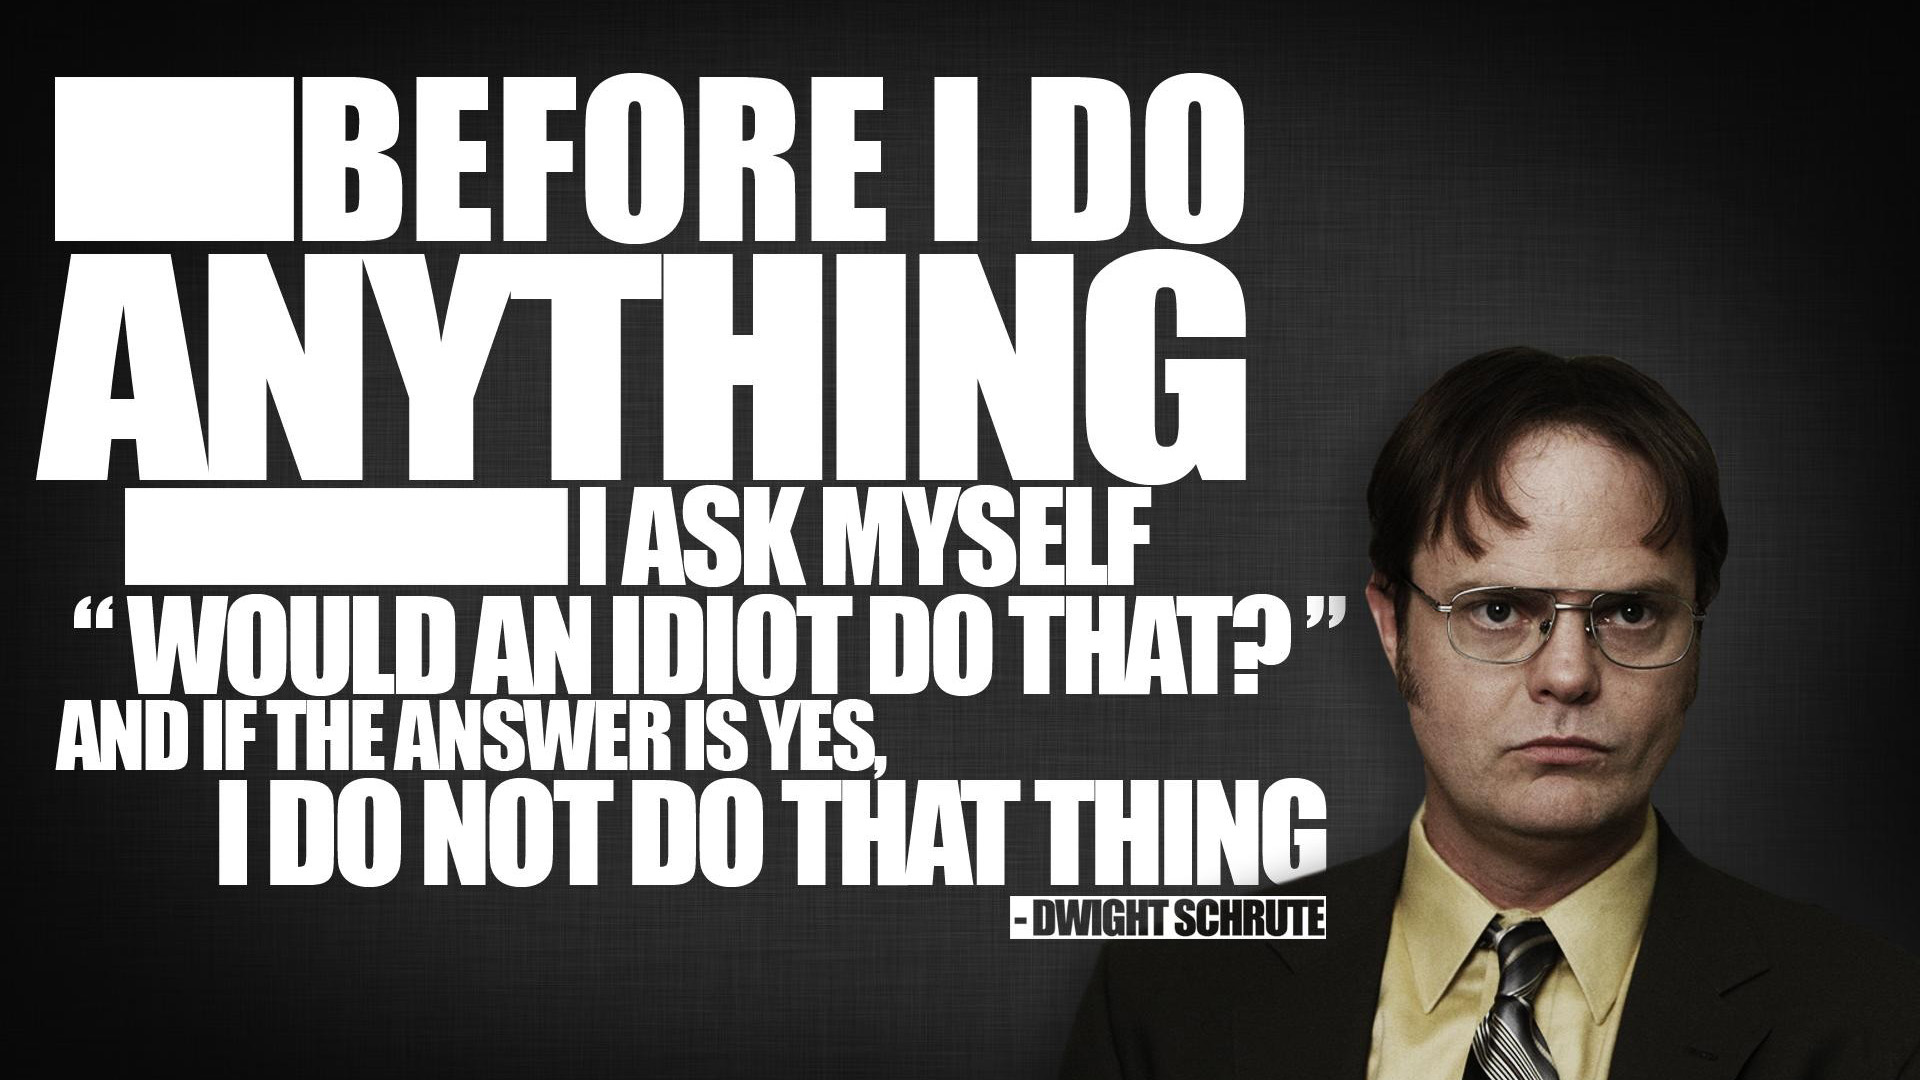 BEFORE I DO
ANYTHING
I ASK MYSELF
“WOULD AN IDIOT DO THAT?”
AND IF THE ANSWER IS YES,
I DO NOT DO THAT THING
- DWIGHT SCHRUTE